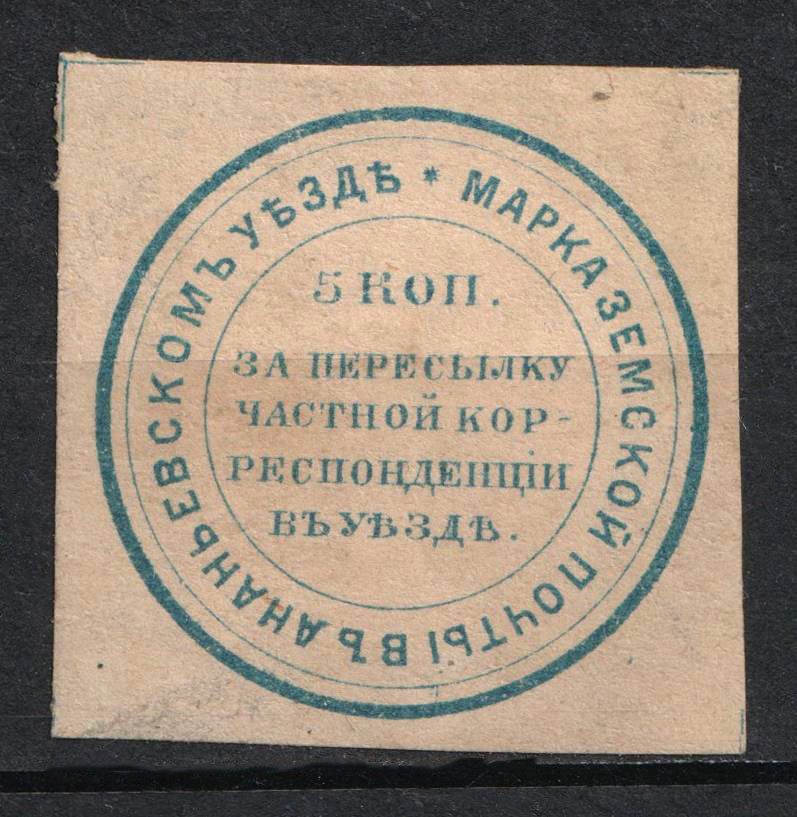 МАРКА ЗЕМСКОЙ ПОЧТЫ ВЪ АНАНЬЕВСКОМЪ УѢЗДѢ *
5 КОП.
ЗА ПЕРЕСЫЛКУ
ЧАСТНОЙ КОР-
РЕСПОНДЕНЦІИ
ВЪ УѢЗДѢ.